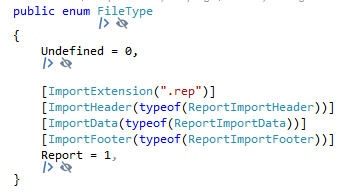 public enum FileType
{
Undefined = 0,
[ImportExtension(".rep")]
[ImportHeader(typeof(ReportImportHeader))]
[ImportData(typeof(ReportImportData))]
[ImportFooter(typeof(ReportImportFooter))]
Report = 1,
}